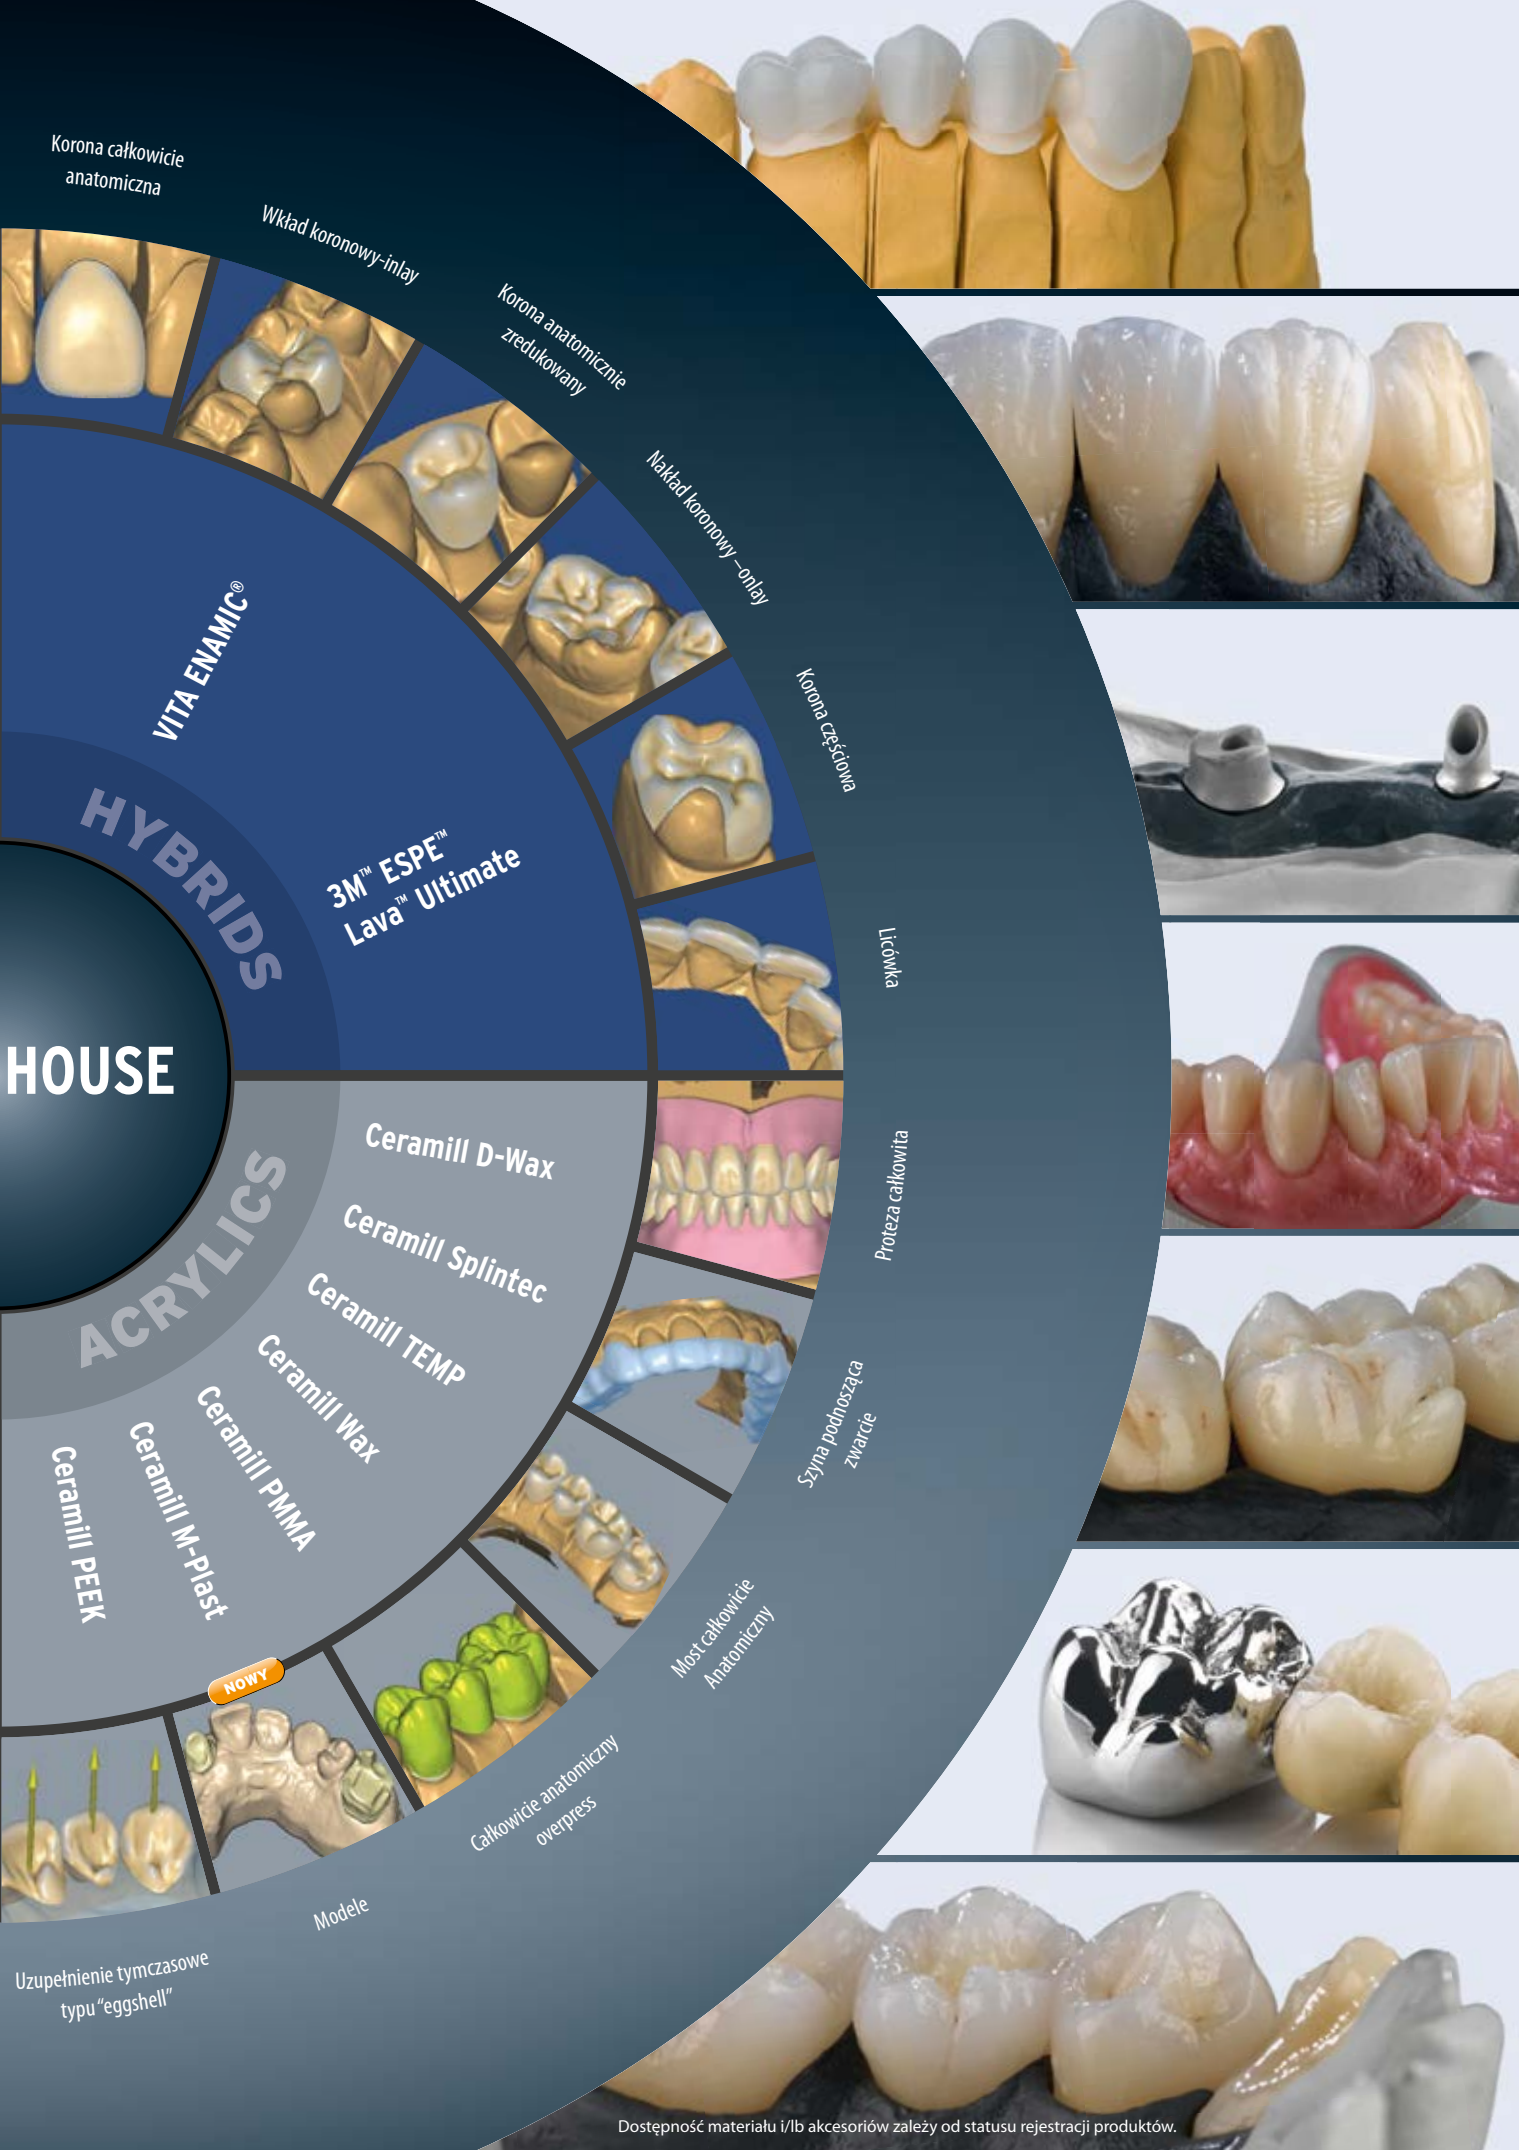 Korona całkowicie
anatomiczna
Wkład koronowy-inlay
Korona anatomicznie
zredukowany
Nakład koronowy –onlay
Korona częściowa
Licówka
VITA ENAMIC®
3M™ ESPE™
Lava™ Ultimate
HYBRIDS
HOUSE
ACRYLICS
Ceramill D-Wax
Ceramill Splintec
Ceramill TEMP
Ceramill Wax
Ceramill PMMA
Ceramill M-Plast
Ceramill PEEK
NOWY
Proteza całkowita
Szyna podnosząca
zwarcie
Most całkowicie
Anatomiczny
Całkowicie anatomiczny
overpress
Modele
Uzupełnienie tymczasowe
typu “eggshell”
Dostępność materiału i/lb akcesoriów zależy od statusu rejestracji produktów.